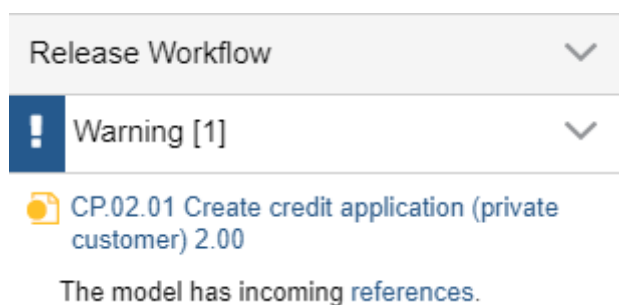 Release Workflow
! Warning [1]
CP.02.01 Create credit application (private
customer) 2.00
The model has incoming references.